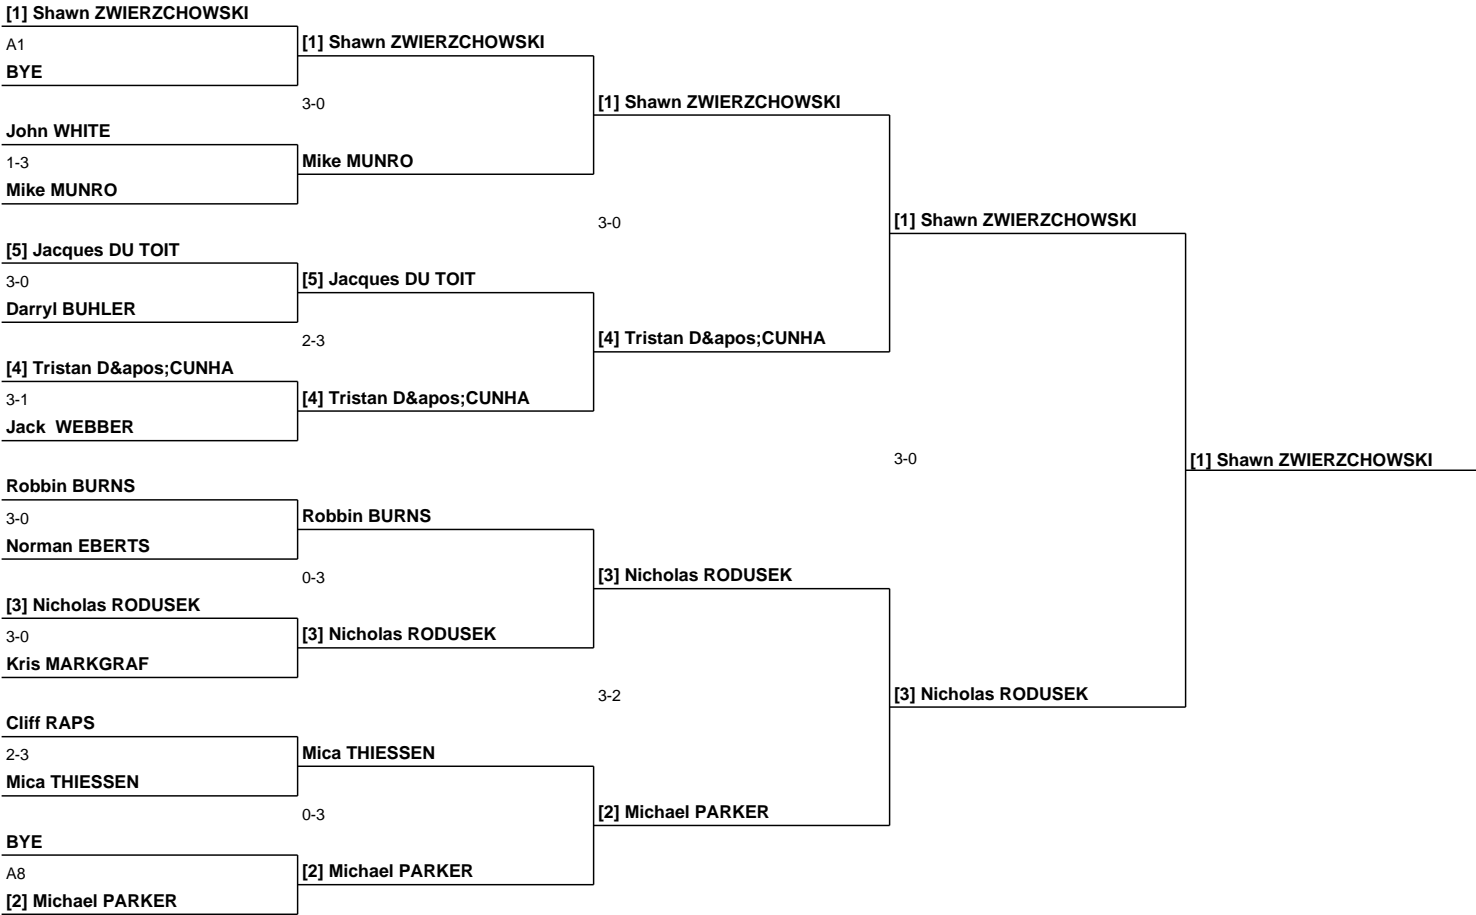 [1] Shawn ZWIERZCHOWSKI
A1
[1] Shawn ZWIERZCHOWSKI
BYE
3-0
[1] Shawn ZWIERZCHOWSKI
John WHITE
1-3
Mike MUNRO
Mike MUNRO
3-0
[1] Shawn ZWIERZCHOWSKI
[5] Jacques DU TOIT
3-0
[5] Jacques DU TOIT
Darryl BUHLER
2-3
[4] Tristan D&apos;CUNHA
[4] Tristan D&apos;CUNHA
3-1
[4] Tristan D&apos;CUNHA
Jack  WEBBER
3-0
[1] Shawn ZWIERZCHOWSKI
Robbin BURNS
3-0
Robbin BURNS
Norman EBERTS
0-3
[3] Nicholas RODUSEK
[3] Nicholas RODUSEK
3-0
[3] Nicholas RODUSEK
Kris MARKGRAF
3-2
[3] Nicholas RODUSEK
Cliff RAPS
2-3
Mica THIESSEN
Mica THIESSEN
0-3
[2] Michael PARKER
BYE
A8
[2] Michael PARKER
[2] Michael PARKER